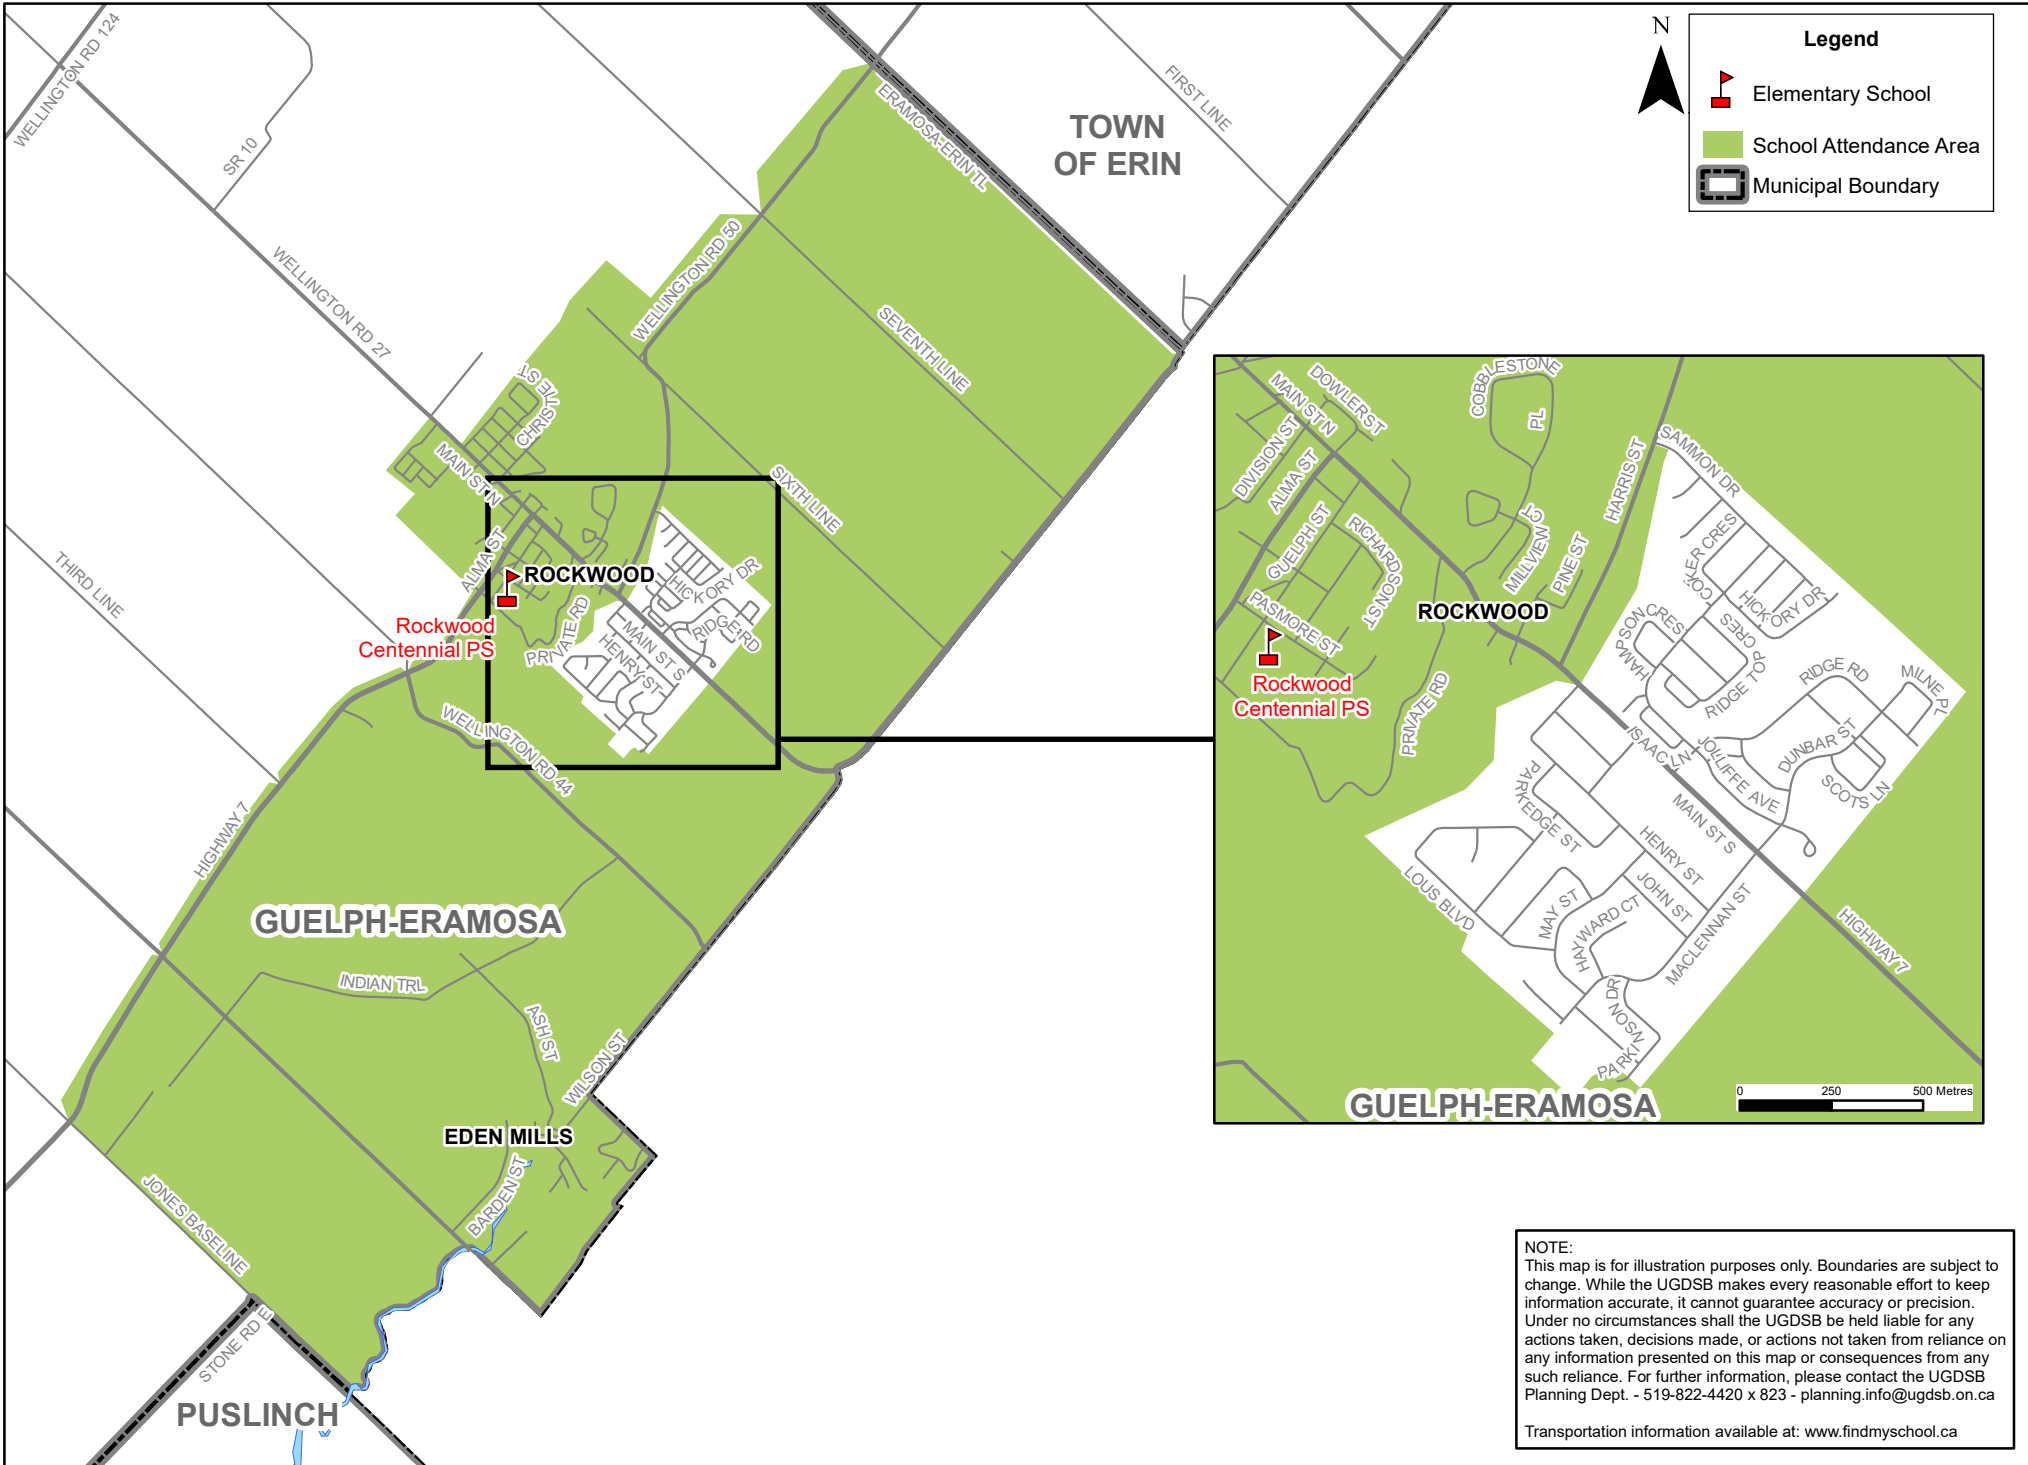 WELLINGTON RD 124
SR 10
WELLINGTON RD 27
THIRD LINE
HIGHWAY 7
ERAMOSA-ERIN TL
FIRST LINE
TOWN
OF ERIN
WELLINGTON RD 50
SEVENTH LINE
SIXTH LINE
CHRISTIE ST
MAIN ST N
ALMA ST
ROCKWOOD
Rockwood
Centennial PS
PRIVATE RD
HICKORY DR
RIDGE RD
MAIN ST S
HENRY ST
WELLINGTON RD 44
GUELPH-ERAMOSA
INDIAN TRL
ASH ST
WILSON ST
EDEN MILLS
BARDEN ST
JONES BASELINE
STONE RD E
PUSLINCH
N
Legend
Elementary School
School Attendance Area
Municipal Boundary
MAIN ST N
DOWLER ST
COBBLESTONE
PL
DIVISION ST
ALMA ST
GUELPH ST
RICHARDSON ST
HARRIS ST
SAMMON DR
MILLVIEW CT
PINE ST
COYLER CRES
HICKORY DR
ROCKWOOD
PASMORE ST
Rockwood
Centennial PS
PRIVATE RD
HAMPSON CRES
RIDGE TOP CRES
RIDGE RD
MILNE PL
ISAAC LN
JOLLIFFE AVE
DUNBAR ST
SCOTS LN
PARKEDGE ST
MAIN ST S
HENRY ST
JOHN ST
LOUS BLVD
MAY ST
HAYWARD CT
MACLENNAN ST
HIGHWAY 7
PARKINSON DR
GUELPH-ERAMOSA
0 250 500 Metres
NOTE:
This map is for illustration purposes only. Boundaries are subject to
change. While the UGDSB makes every reasonable effort to keep
information accurate, it cannot guarantee accuracy or precision.
Under no circumstances shall the UGDSB be held liable for any
actions taken, decisions made, or actions not taken from reliance on
any information presented on this map or consequences from any
such reliance. For further information, please contact the UGDSB
Planning Dept. - 519-822-4420 x 823 - planning.info@ugdsb.on.ca
Transportation information available at: www.findmyschool.ca